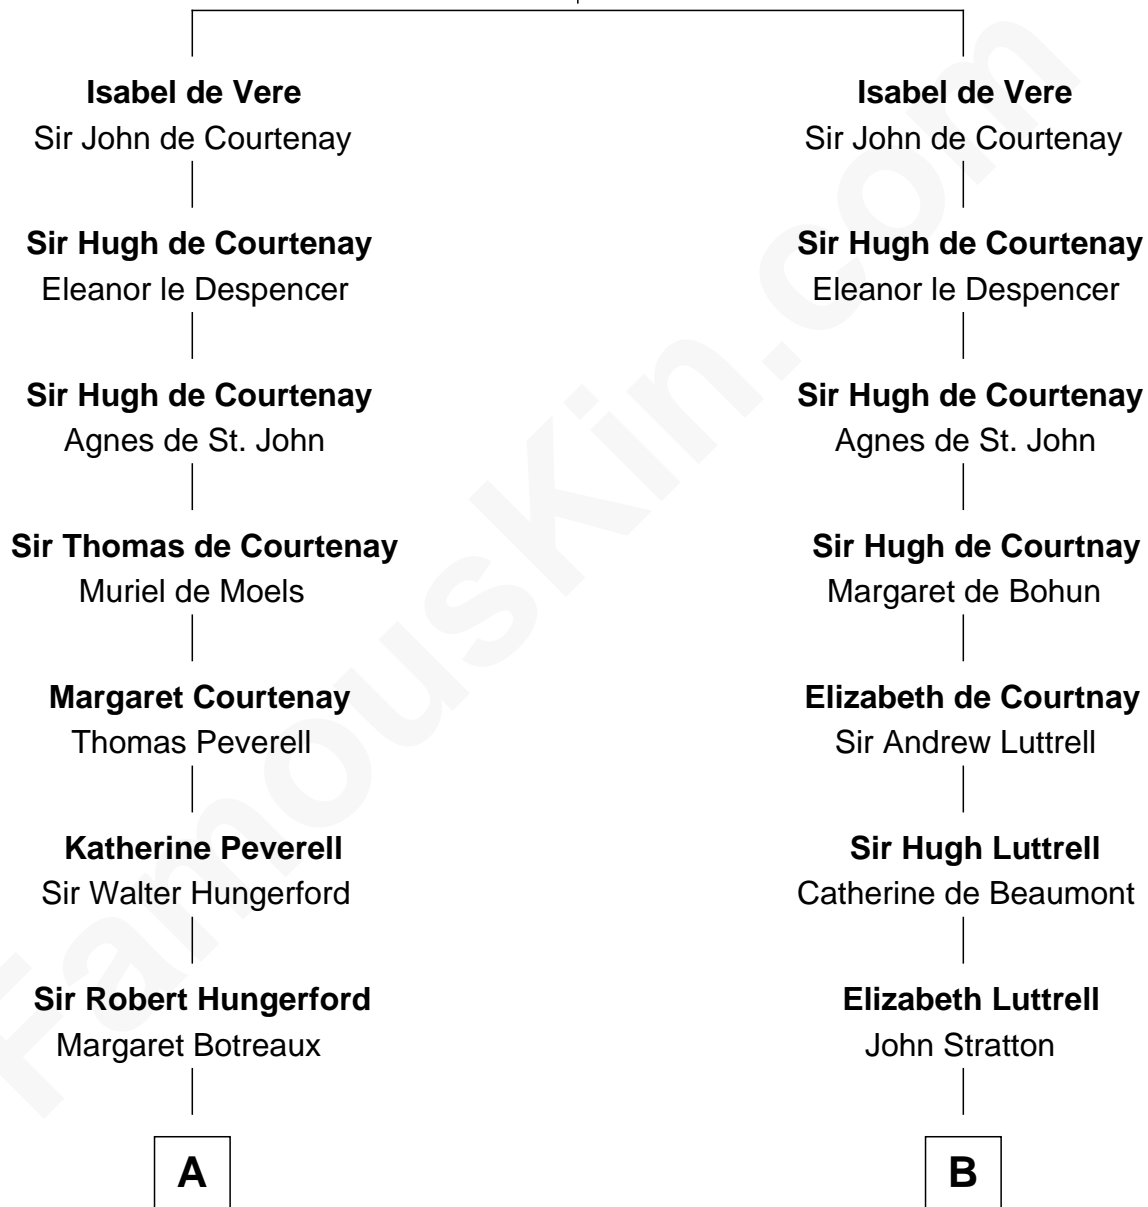 Isabel de Vere
Sir John de Courtenay
Sir Hugh de Courtenay
Eleanor le Despencer
Sir Hugh de Courtenay
Agnes de St. John
Sir Thomas de Courtenay
Muriel de Moels
Margaret Courtenay
Thomas Peverell
Katherine Peverell
Sir Walter Hungerford
Sir Robert Hungerford
Margaret Botreaux
A
Isabel de Vere
Sir John de Courtenay
Sir Hugh de Courtenay
Eleanor le Despencer
Sir Hugh de Courtenay
Agnes de St. John
Sir Hugh de Courtnay
Margaret de Bohun
Elizabeth de Courtnay
Sir Andrew Luttrell
Sir Hugh Luttrell
Catherine de Beaumont
Elizabeth Luttrell
John Stratton
B
FamousKin.com